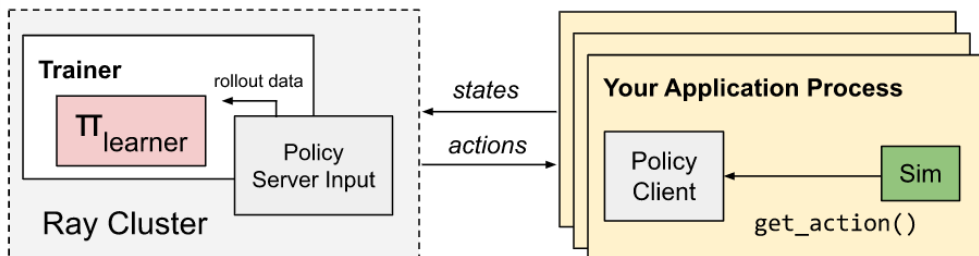 Trainer
rollout data
π learner
Policy
Server Input
Ray Cluster
states
actions
Your Application Process
Policy
Client
Sim
get_action()